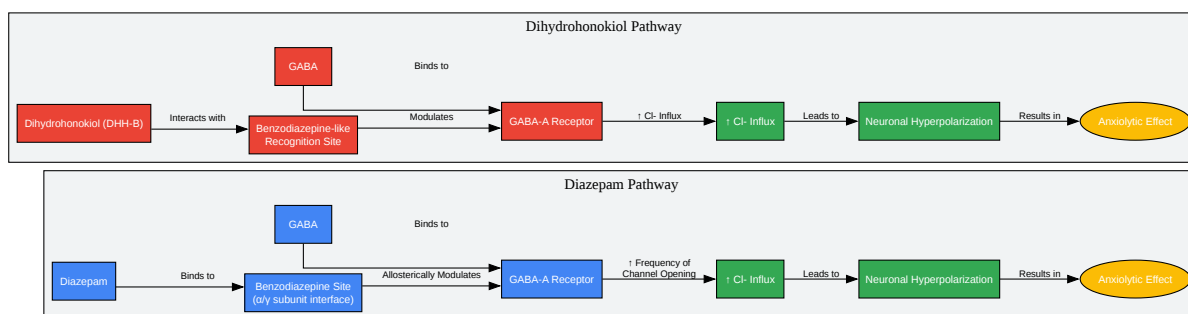 Dihydrohonokiol Pathway
GABA
Binds to
Dihydrohonokiol (DHH-B)
Interacts with
Benzodiazepine-like
Recognition Site
Modulates
GABA-A Receptor
↑ Cl- Influx
↑ Cl- Influx
Leads to
Neuronal Hyperpolarization
Results in
Anxiolytic Effect
Diazepam Pathway
GABA
Binds to
Diazepam
Binds to
Benzodiazepine Site
(α/γ subunit interface)
Allosterically Modulates
GABA-A Receptor
↑ Frequency of
Channel Opening
↑ Cl- Influx
Leads to
Neuronal Hyperpolarization
Results in
Anxiolytic Effect